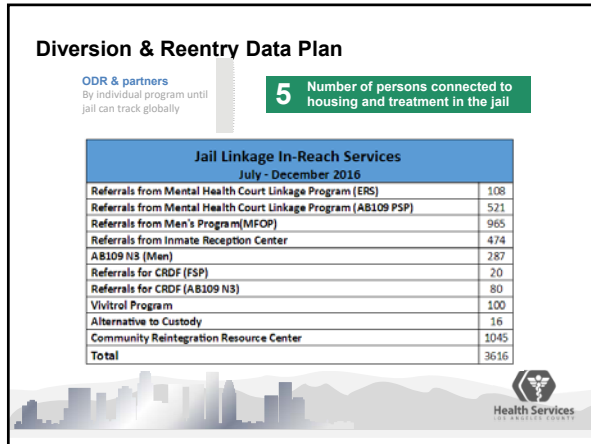 Diversion & Reentry Data Plan
ODR & partners
By individual program until
jail can track globally
5 Number of persons connected to
housing and treatment in the jail
Jail Linkage In-Reach Services
July - December 2016
Referrals from Mental Health Court Linkage Program (ERS) 108
Referrals from Mental Health Court Linkage Program (AB109 PSP) 521
Referrals from Men's Program(MFOP) 965
Referrals from Inmate Reception Center 474
AB109 N3 (Men) 287
Referrals for CRDF (FSP) 20
Referrals for CRDF (AB109 N3) 80
Vivitrol Program 100
Alternative to Custody 16
Community Reintegration Resource Center 1045
Total 3616
Health Services
LOS ANGELES COUNTY